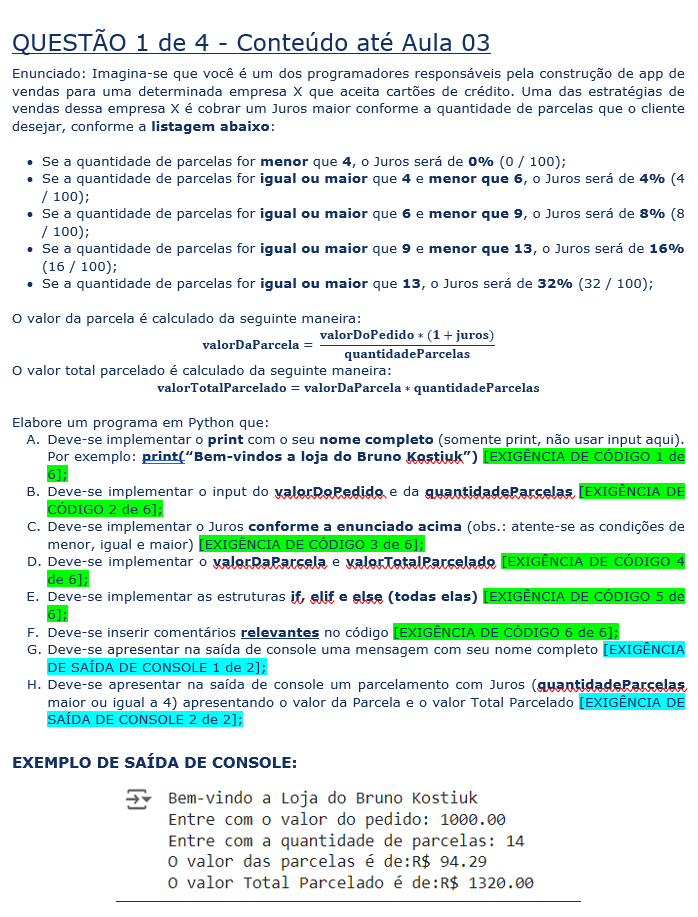 QUESTÃO 1 de 4 - Conteúdo até Aula 03
Enunciado: Imagina-se que você é um dos programadores responsáveis pela construção de app de
vendas para uma determinada empresa X que aceita cartões de crédito. Uma das estratégias de
vendas dessa empresa X é cobrar um Juros maior conforme a quantidade de parcelas que o cliente
desejar, conforme a listagem abaixo:
• Se a quantidade de parcelas for menor que 4, o Juros será de 0% (0 / 100);
• Se a quantidade de parcelas for igual ou maior que 4 e menor que 6, o Juros será de 4% (4
/ 100);
• Se a quantidade de parcelas for igual ou maior que 6 e menor que 9, o Juros será de 8% (8
/ 100);
• Se a quantidade de parcelas for igual ou maior que 9 e menor que 13, o Juros será de 16%
(16 / 100);
• Se a quantidade de parcelas for igual ou maior que 13, o Juros será de 32% (32 / 100);
O valor da parcela é calculado da seguinte maneira:
valorDoPedido * (1 + juros)
valorDaParcela =
quantidadeParcelas
O valor total parcelado é calculado da seguinte maneira:
valorTotalParcelado = valorDaParcela * quantidadeParcelas
Elabore um programa em Python que:
A. Deve-se implementar o print com o seu nome completo (somente print, não usar input aqui).
Por exemplo: print(“Bem-vindos a loja do Bruno Kostiuk”) [EXIGÊNCIA DE CÓDIGO 1 de
6];
B. Deve-se implementar o input do valorDoPedido e da quantidadeParcelas [EXIGÊNCIA DE
CÓDIGO 2 de 6];
C. Deve-se implementar o Juros conforme a enunciado acima (obs.: atente-se as condições de
menor, igual e maior) [EXIGÊNCIA DE CÓDIGO 3 de 6];
D. Deve-se implementar o valorDaParcela e valorTotalParcelado [EXIGÊNCIA DE CÓDIGO 4
de 6];
E. Deve-se implementar as estruturas if, elif e else (todas elas) [EXIGÊNCIA DE CÓDIGO 5 de
6];
F. Deve-se inserir comentários relevantes no código [EXIGÊNCIA DE CÓDIGO 6 de 6];
G. Deve-se apresentar na saída de console uma mensagem com seu nome completo [EXIGÊNCIA
DE SAÍDA DE CONSOLE 1 de 2];
H. Deve-se apresentar na saída de console um parcelamento com Juros (quantidadeParcelas
maior ou igual a 4) apresentando o valor da Parcela e o valor Total Parcelado [EXIGÊNCIA DE
SAÍDA DE CONSOLE 2 de 2];
EXEMPLO DE SAÍDA DE CONSOLE:
Bem-vindo a Loja do Bruno Kostiuk
Entre com o valor do pedido: 1000.00
Entre com a quantidade de parcelas: 14
O valor das parcelas é de:R$ 94.29
O valor Total Parcelado é de:R$ 1320.00